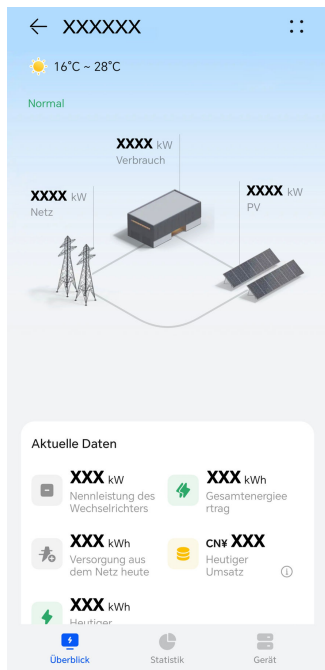 XXXXXX
16°C ~ 28°C
Normal
XXXX kW
Verbrauch
XXXX kW
Netz
XXXX kW
PV
Aktuelle Daten
XXX kW
Nennleistung des
Wechselrichters
XXX kWh
Gesamtenergiee
rtrag
XXX kWh
Versorgung aus
dem Netz heute
CN¥ XXX
Heutiger
Umsatz
XXX kWh
Heutiger
Überblick
Statistik
Gerät